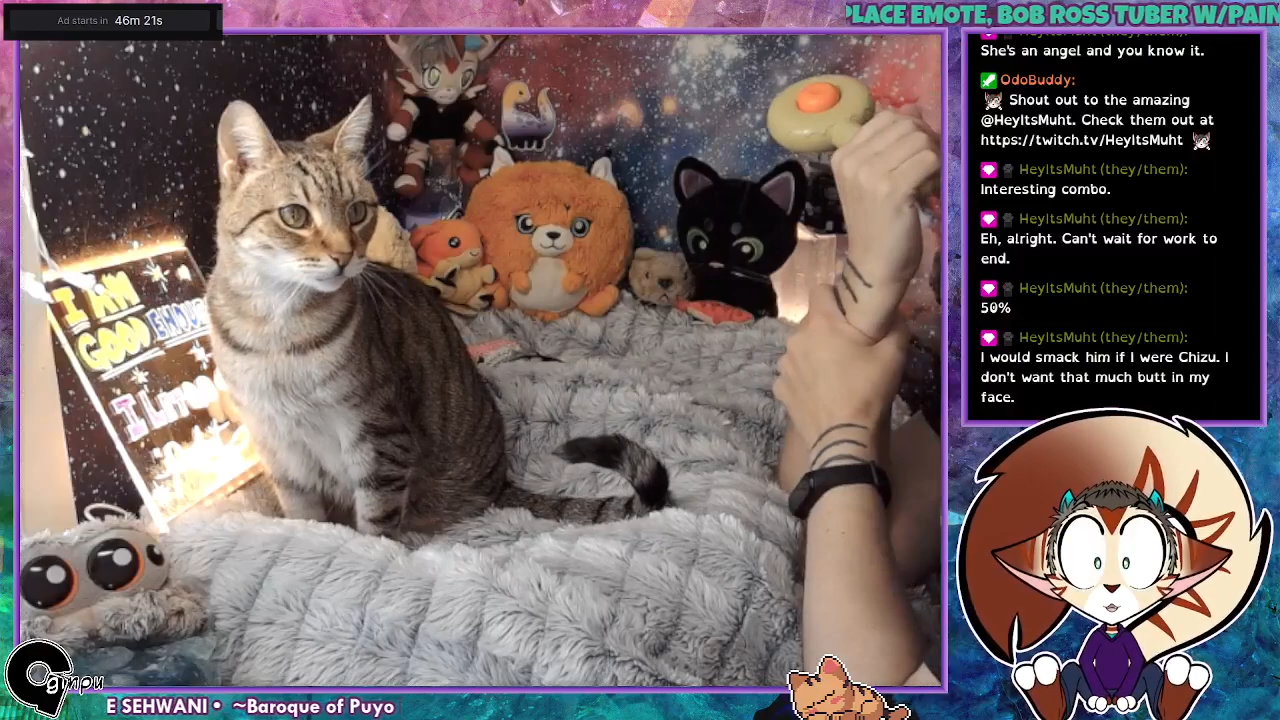 Ad starts in 46m 21s
PLACE EMOTE, BOB ROSS TUBER W/PAIN
She's an angel and you know it.
OdoBuddy:
Shout out to the amazing
@HeyItsMuht. Check them out at
https://twitch.tv/HeyItsMuht
HeyItsMuht (they/them):
Interesting combo.
HeyItsMuht (they/them):
Eh, alright. Can't wait for work to
end.
HeyItsMuht (they/them):
50%
HeyItsMuht (they/them):
I would smack him if I were Chizu. I
don't want that much butt in my
face.
I AM
GOOD ENOUG
I
ginpu
E SEHWANI • ~Baroque of Puyo